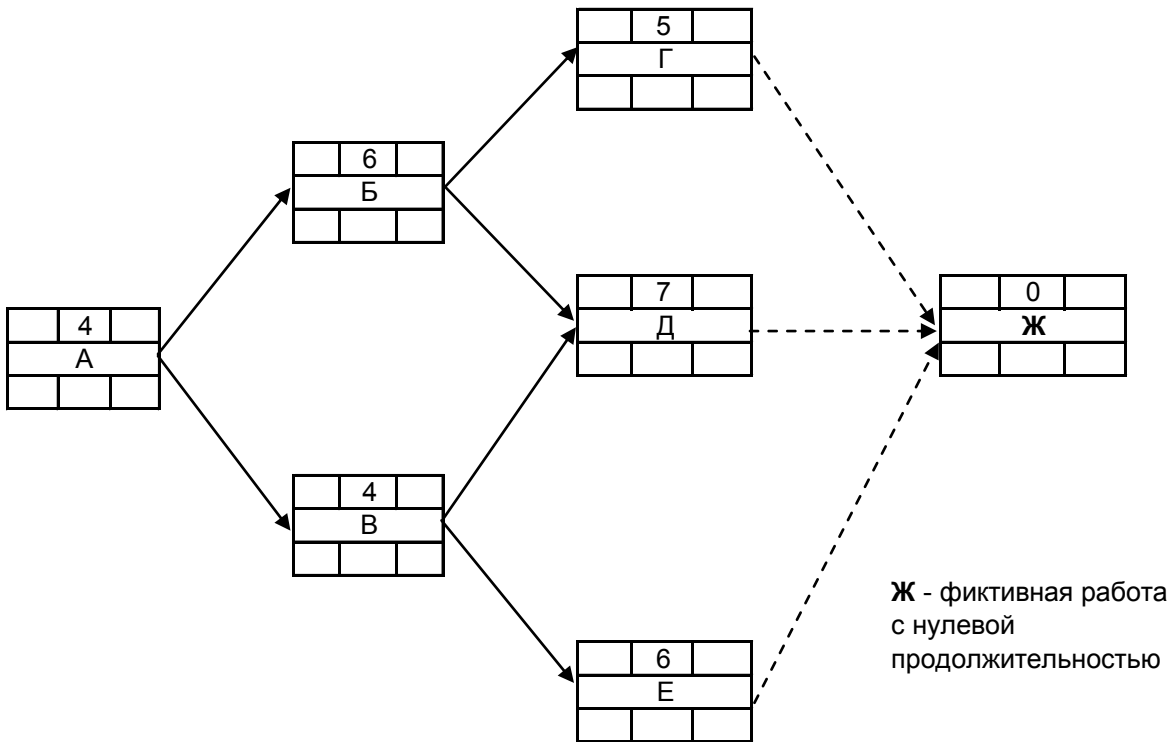 5
Г
6
Б
7
Д
0
Ж
4
А
4
В
6
Е
Ж - фиктивная работа
с нулевой
продолжительностью